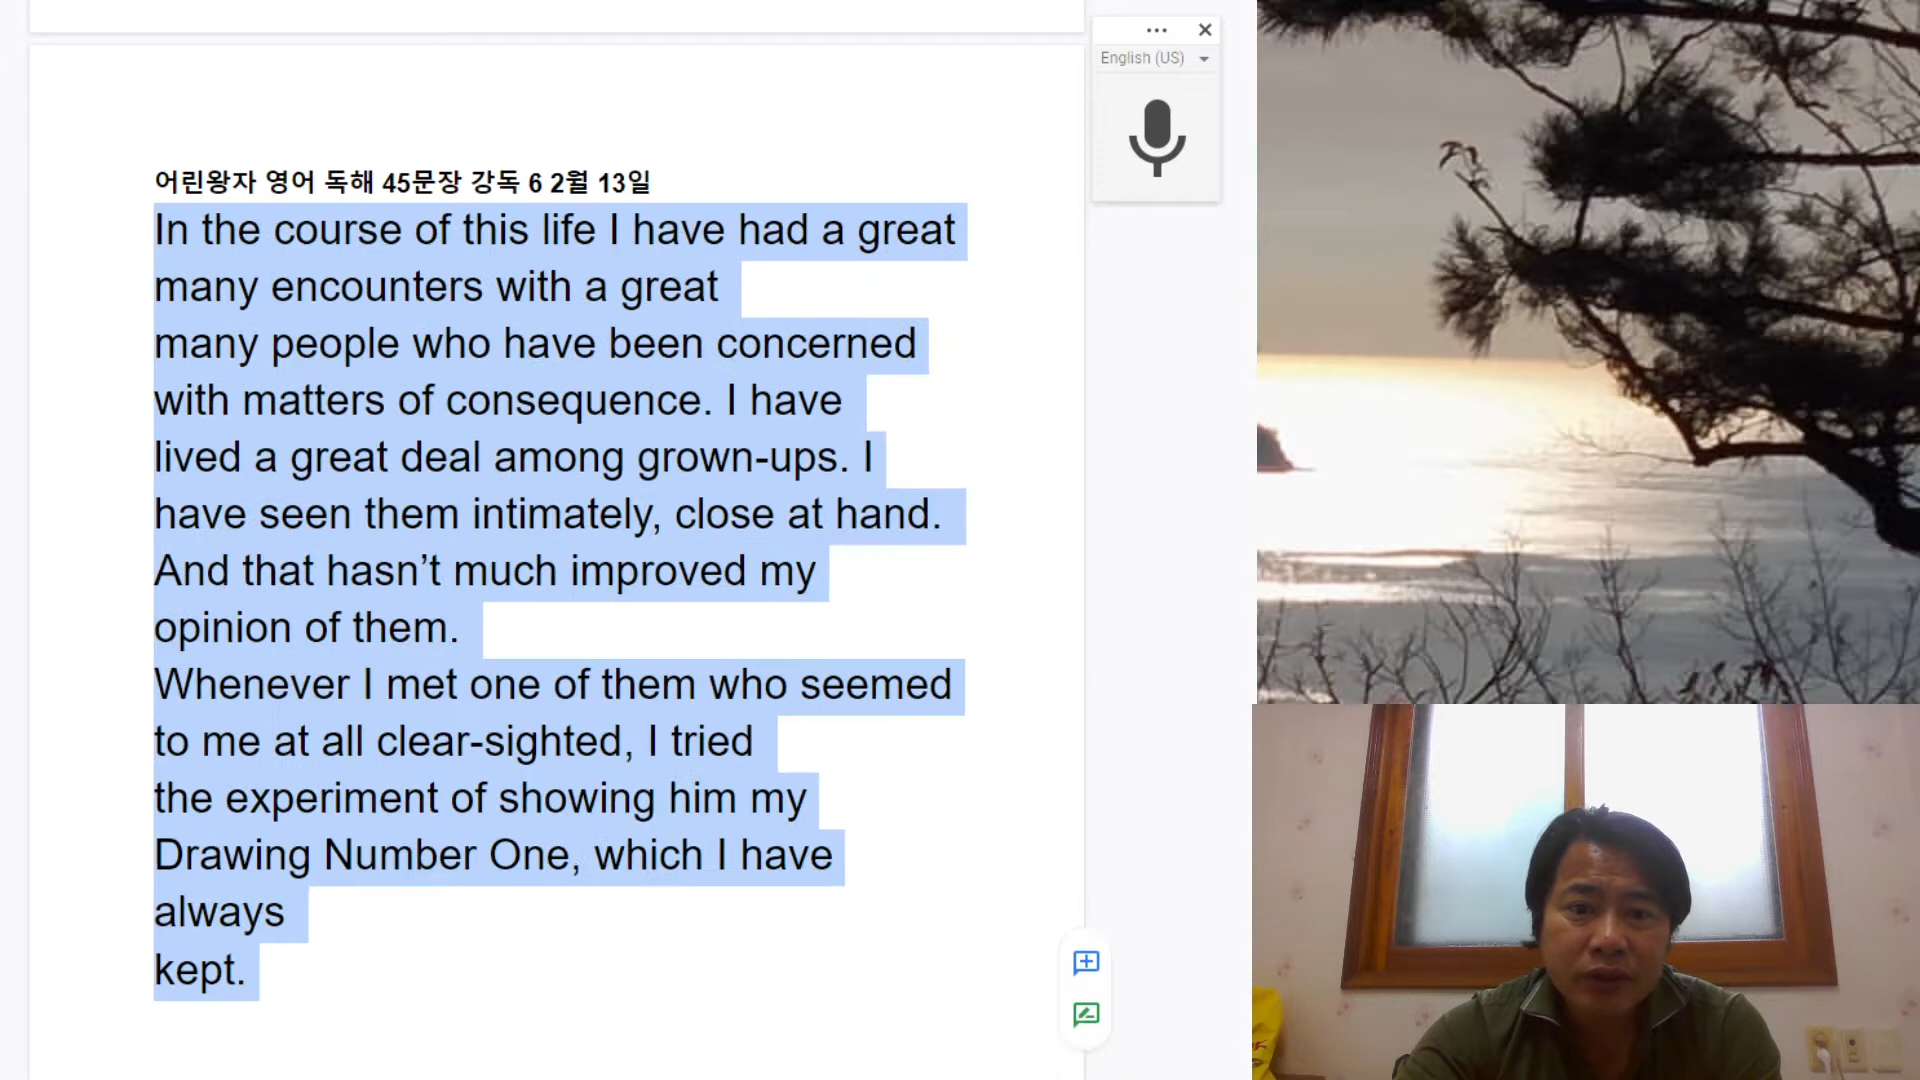 English (US)
어린왕자 영어 독해 45문장 강독 6 2월 13일
In the course of this life I have had a great
many encounters with a great
many people who have been concerned
with matters of consequence. I have
lived a great deal among grown-ups. I
have seen them intimately, close at hand.
And that hasn’t much improved my
opinion of them.
Whenever I met one of them who seemed
to me at all clear-sighted, I tried
the experiment of showing him my
Drawing Number One, which I have
always
kept.